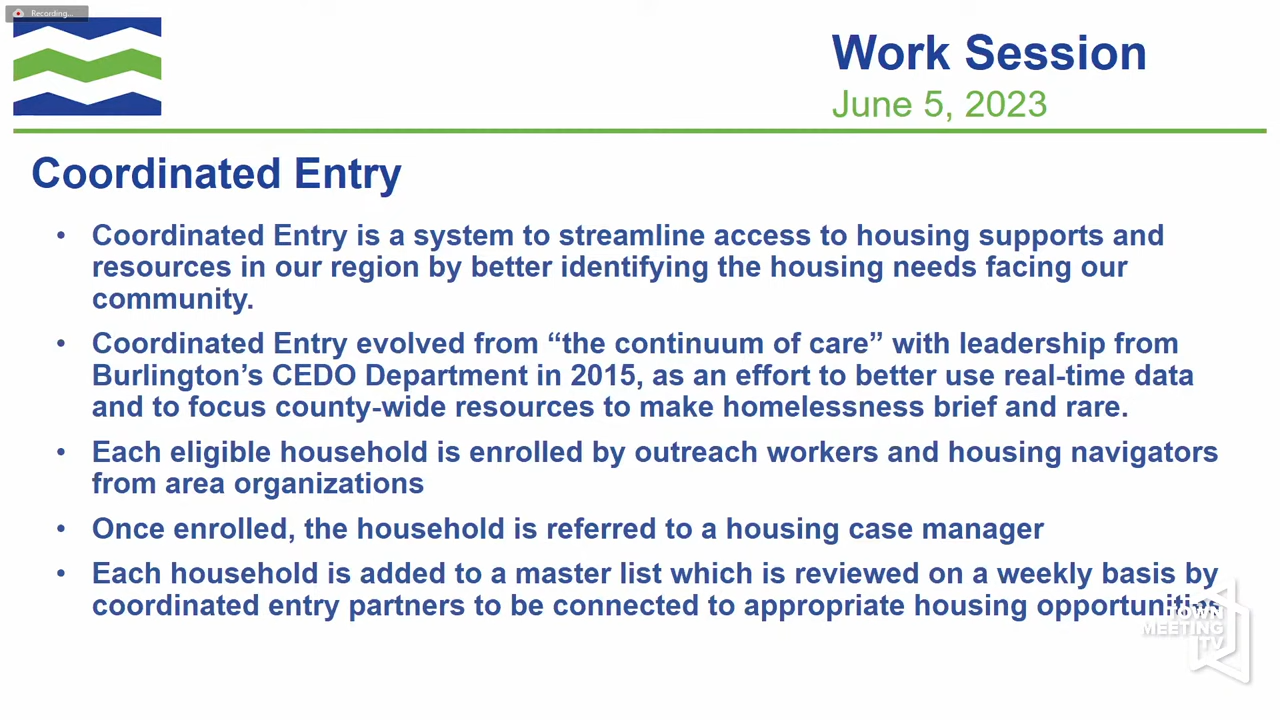 Recording...
Work Session
June 5, 2023
Coordinated Entry
• Coordinated Entry is a system to streamline access to housing supports and
resources in our region by better identifying the housing needs facing our
community.
• Coordinated Entry evolved from “the continuum of care” with leadership from
Burlington’s CEDO Department in 2015, as an effort to better use real-time data
and to focus county-wide resources to make homelessness brief and rare.
• Each eligible household is enrolled by outreach workers and housing navigators
from area organizations
• Once enrolled, the household is referred to a housing case manager
• Each household is added to a master list which is reviewed on a weekly basis by
coordinated entry partners to be connected to appropriate housing opportunities
TOWN
MEETING
TV